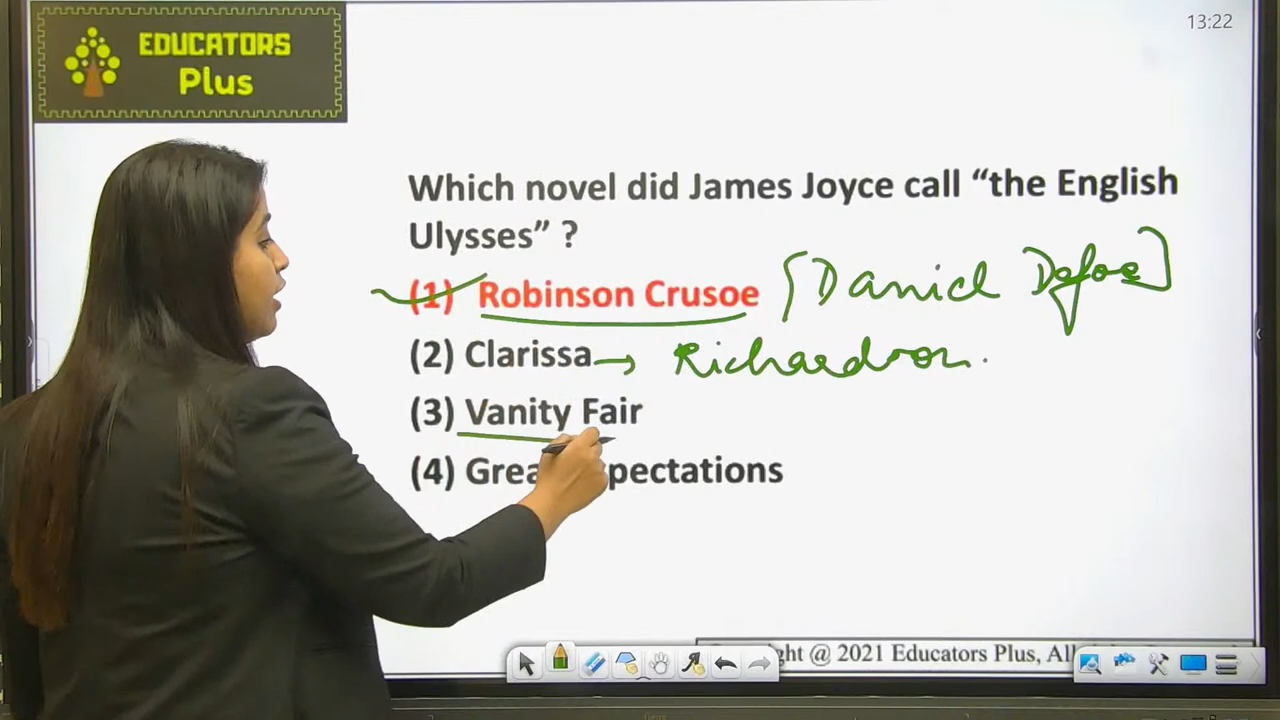 EDUCATORS
Plus
13:22
Which novel did James Joyce call “the English
Ulysses” ?
(1) Robinson Crusoe [Daniel Defoe]
(2) Clarissa → Richardson.
(3) Vanity Fair
(4) Grea pectations
ght @ 2021 Educators Plus, All